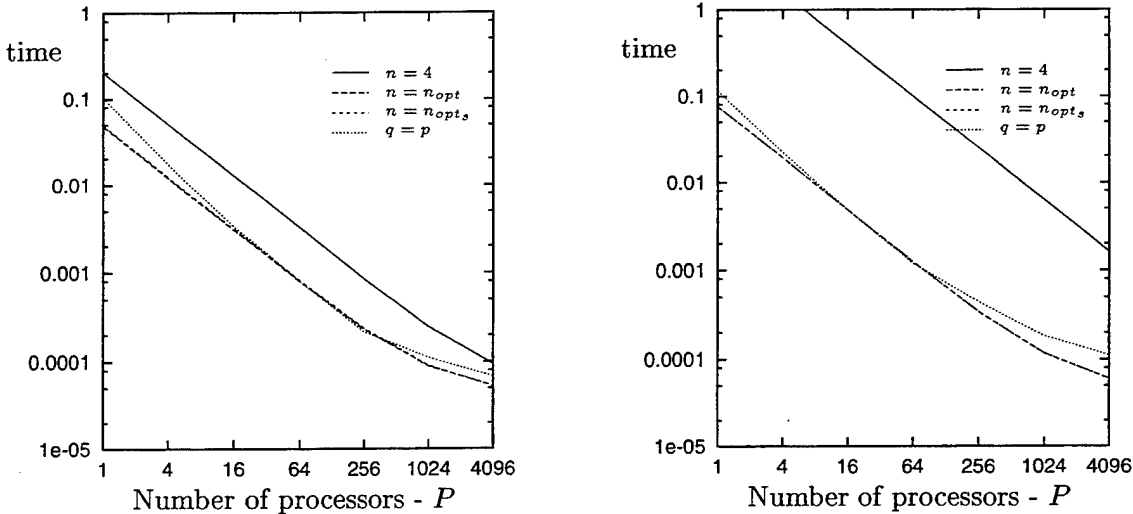 1
time
0.1
0.01
0.001
0.0001
1e-05
n = 4
n = n_opt
n = n_opt_s
q = p
1 4 16 64 256 1024 4096
Number of processors - P
1
time
0.1
0.01
0.001
0.0001
1e-05
n = 4
n = n_opt
n = n_opt_s
q = p
1 4 16 64 256 1024 4096
Number of processors - P